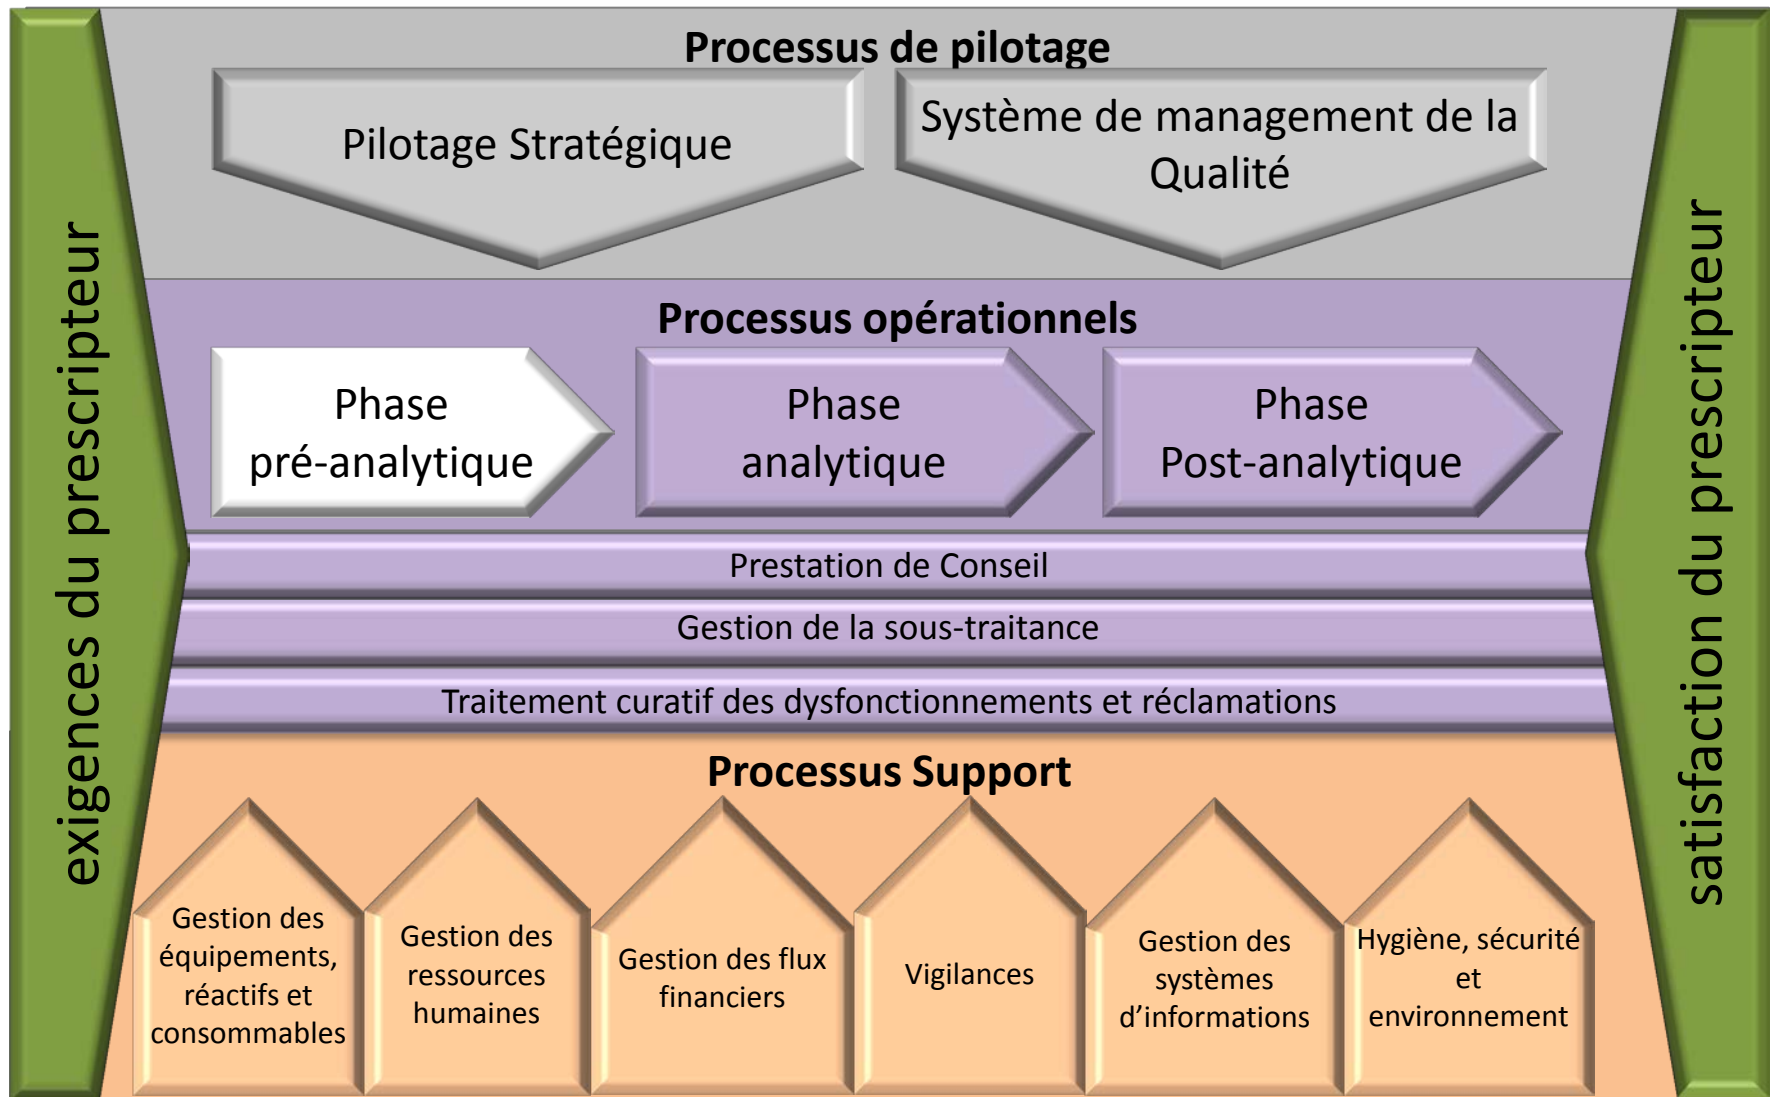 Processus de pilotage
Pilotage Stratégique
Système de management de la
Qualité
exigences du prescripteur
Processus opérationnels
Phase
pré-analytique
Phase
analytique
Phase
Post-analytique
Prestation de Conseil
Gestion de la sous-traitance
Traitement curatif des dysfonctionnements et réclamations
satisfaction du prescripteur
Processus Support
Gestion des
équipements,
réactifs et
consommables
Gestion des
ressources
humaines
Gestion des flux
financiers
Vigilances
Gestion des
systèmes
d’informations
Hygiène, sécurité
et
environnement